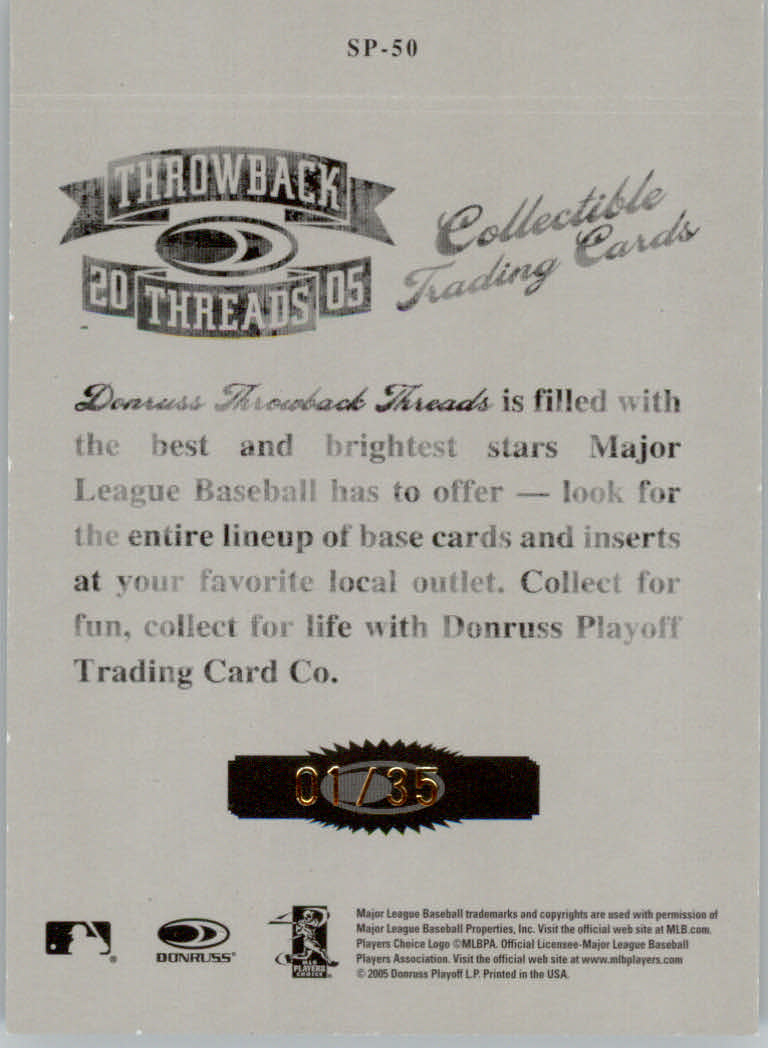 SP-50
THROWBACK
20 THREADS 05
Collectible
Trading Cards
Donruss Throwback Threads is filled with
the best and brightest stars Major
League Baseball has to offer — look for
the entire lineup of base cards and inserts
at your favorite local outlet. Collect for
fun, collect for life with Donruss Playoff
Trading Card Co.
01/35
DONRUSS®
MLB
PLAYERS
CHOICE
Major League Baseball trademarks and copyrights are used with permission of
Major League Baseball Properties, Inc. Visit the official web site at MLB.com.
Players Choice Logo ©MLBPA. Official Licensee-Major League Baseball
Players Association. Visit the official web site at www.mlbplayers.com
© 2005 Donruss Playoff L.P. Printed in the USA.